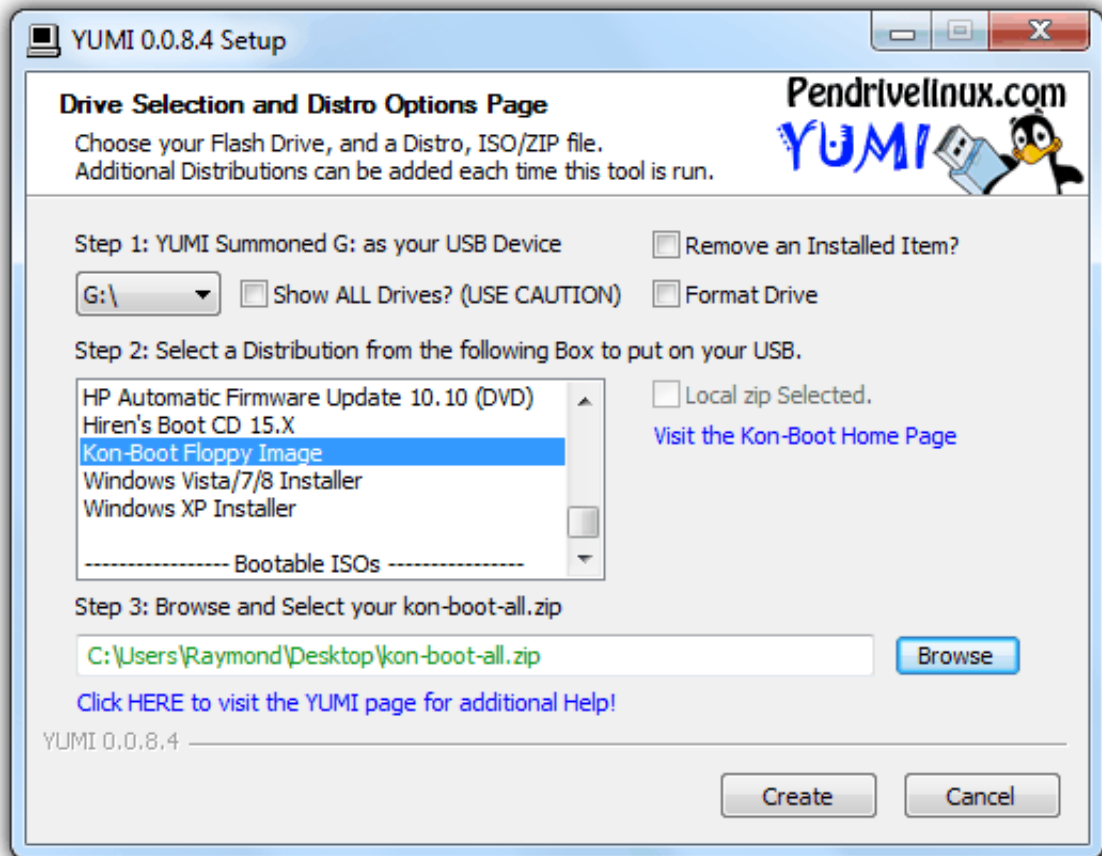 YUMI 0.0.8.4 Setup
Drive Selection and Distro Options Page
Choose your Flash Drive, and a Distro, ISO/ZIP file.
Additional Distributions can be added each time this tool is run.
Pendrivelinux.com
YUMI
Step 1: YUMI Summoned G: as your USB Device
Remove an Installed Item?
G:\
Show ALL Drives? (USE CAUTION)
Format Drive
Step 2: Select a Distribution from the following Box to put on your USB.
HP Automatic Firmware Update 10.10 (DVD)
Hiren's Boot CD 15.X
Kon-Boot Floppy Image
Windows Vista/7/8 Installer
Windows XP Installer
----------------- Bootable ISOs ----------------
Local zip Selected.
Visit the Kon-Boot Home Page
Step 3: Browse and Select your kon-boot-all.zip
C:\Users\Raymond\Desktop\kon-boot-all.zip
Browse
Click HERE to visit the YUMI page for additional Help!
YUMI 0.0.8.4
Create
Cancel